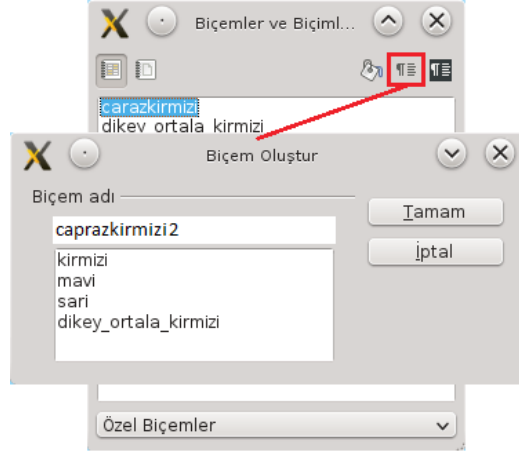 Biçemler ve Biçiml...
carazkirmizi
dikey_ortala_kirmizi
Biçem Oluştur
Biçem adı
caprazkirmizi2
kirmizi
mavi
sari
dikey_ortala_kirmizi
Tamam
İptal
Özel Biçemler